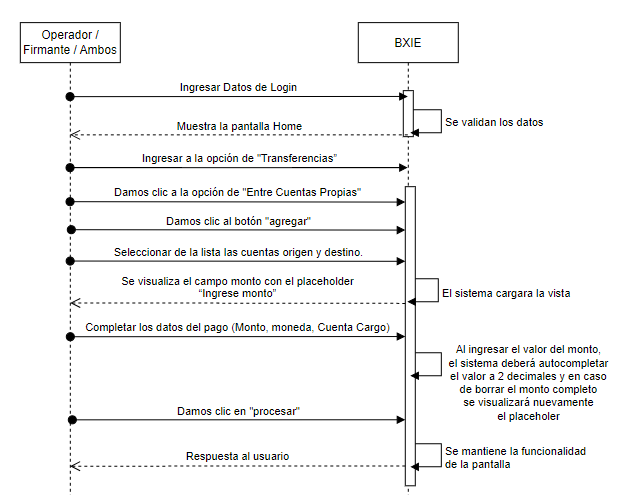 Operador /
Firmante / Ambos
BXIE
Ingresar Datos de Login
Se validan los datos
Muestra la pantalla Home
Ingresar a la opción de "Transferencias"
Damos clic a la opción de "Entre Cuentas Propias"
Damos clic al botón "agregar"
Seleccionar de la lista las cuentas origen y destino.
Se visualiza el campo monto con el placeholder
“Ingrese monto”
El sistema cargara la vista
Completar los datos del pago (Monto, moneda, Cuenta Cargo)
Al ingresar el valor del monto,
el sistema deberá autocompletar
el valor a 2 decimales y en caso
de borrar el monto completo
se visualizará nuevamente
el placeholer
Damos clic en "procesar"
Se mantiene la funcionalidad
de la pantalla
Respuesta al usuario